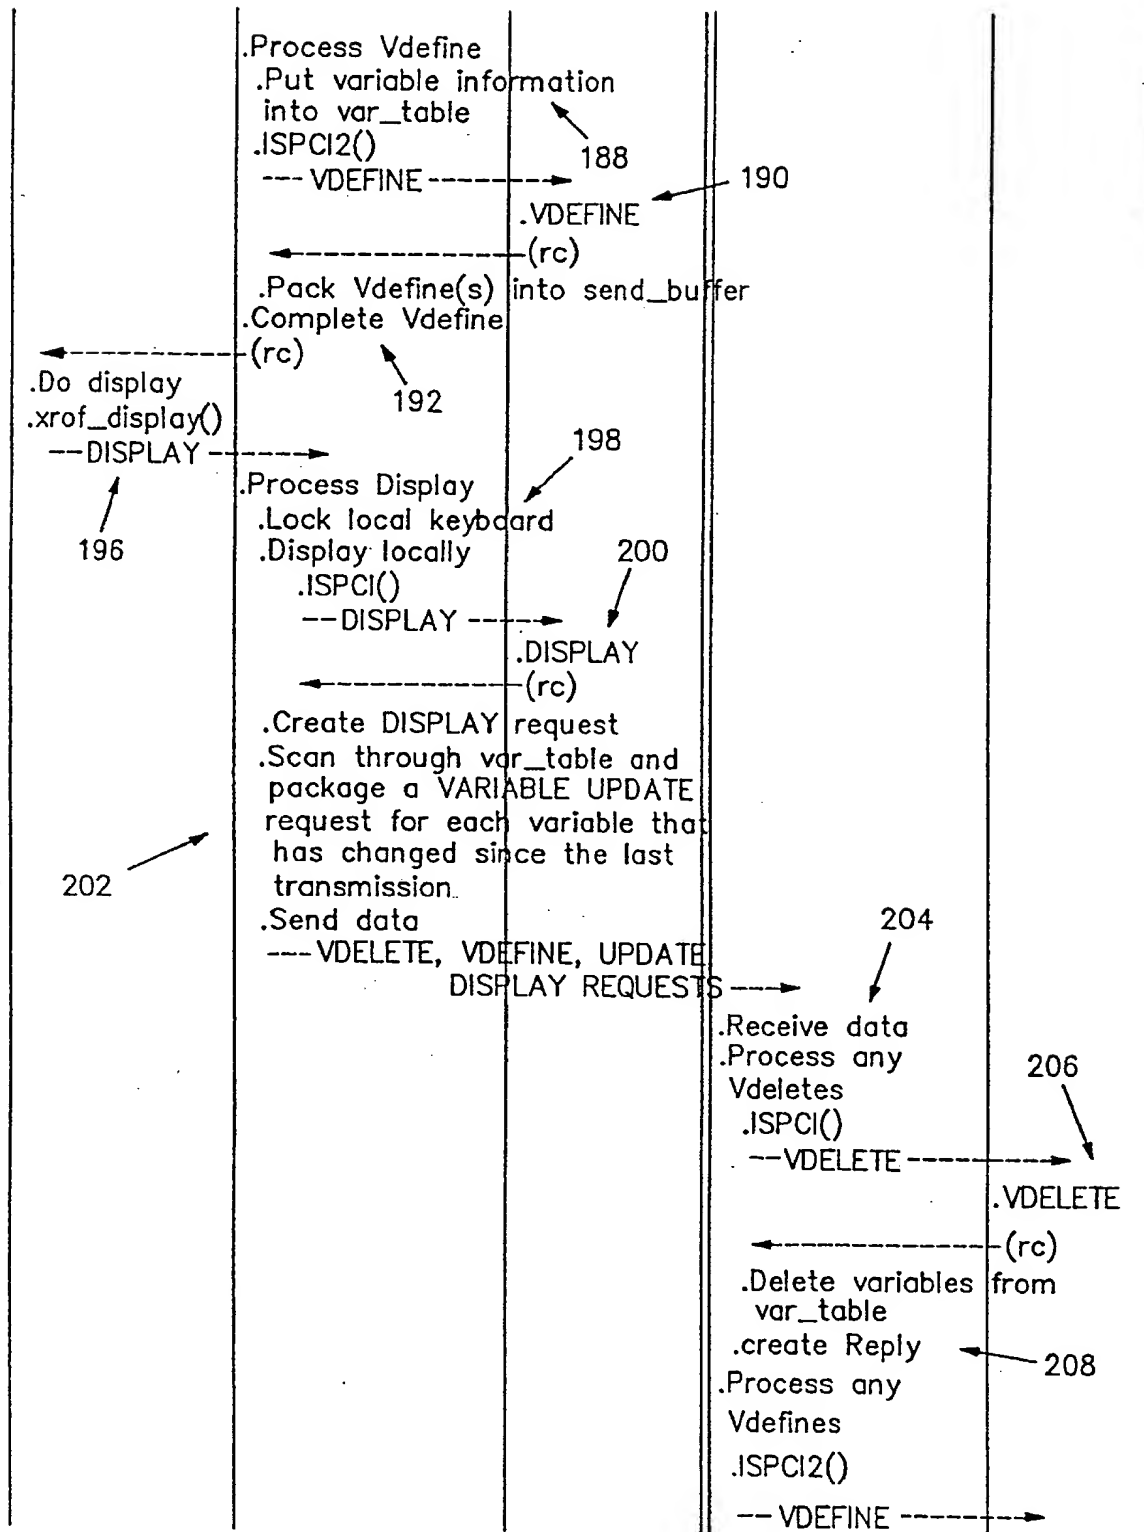 .Process Vdefine
.Put variable information
into var_table
.ISPCI2()
188
--- VDEFINE -------->
190
.VDEFINE
<---------------- (rc)
.Pack Vdefine(s) into send_buffer
.Complete Vdefine
<------------- (rc)
192
.Do display
.xrof_display()
--DISPLAY ------->
198
.Process Display
.Lock local keyboard
196
.Display locally
200
.ISPCI()
--DISPLAY ------>
.DISPLAY
<-------------- (rc)
.Create DISPLAY request
.Scan through var_table and
package a VARIABLE UPDATE
request for each variable that
has changed since the last
202
transmission.
.Send data
204
---VDELETE, VDEFINE, UPDATE
DISPLAY REQUESTS ---->
.Receive data
.Process any
Vdeletes
206
.ISPCI()
--VDELETE ---------->
.VDELETE
<---------------- (rc)
.Delete variables from
var_table
.create Reply
208
.Process any
Vdefines
.ISPCI2()
-- VDEFINE -------->